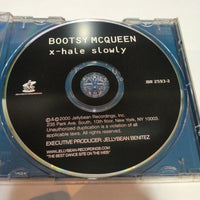 BOOTSY MCQUEEN
x-hale slowly
JBR 2593-2
℗&©2000 Jellybean Recordings, Inc.
235 Park Ave. South, 10th floor, New York, NY 10003.
Unauthorized duplication is a violation of all
applicable laws. All rights reserved.
EXECUTIVE PRODUCER, JELLYBEAN BENITEZ
WWW.JELLYBEAN-RECORDINGS.COM
"THE BEST DANCE SITE ON THE WEB"